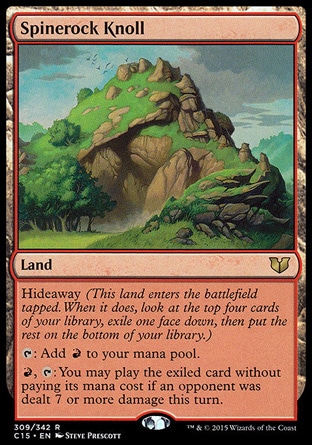 Spinerock Knoll
Land
Hideaway (This land enters the battlefield
tapped. When it does, look at the top four cards
of your library, exile one face down, then put the
rest on the bottom of your library.)
: Add to your mana pool.
, : You may play the exiled card without
paying its mana cost if an opponent was
dealt 7 or more damage this turn.
309/342 R
C15 • EN Steve Prescott
™ & © 2015 Wizards of the Coast